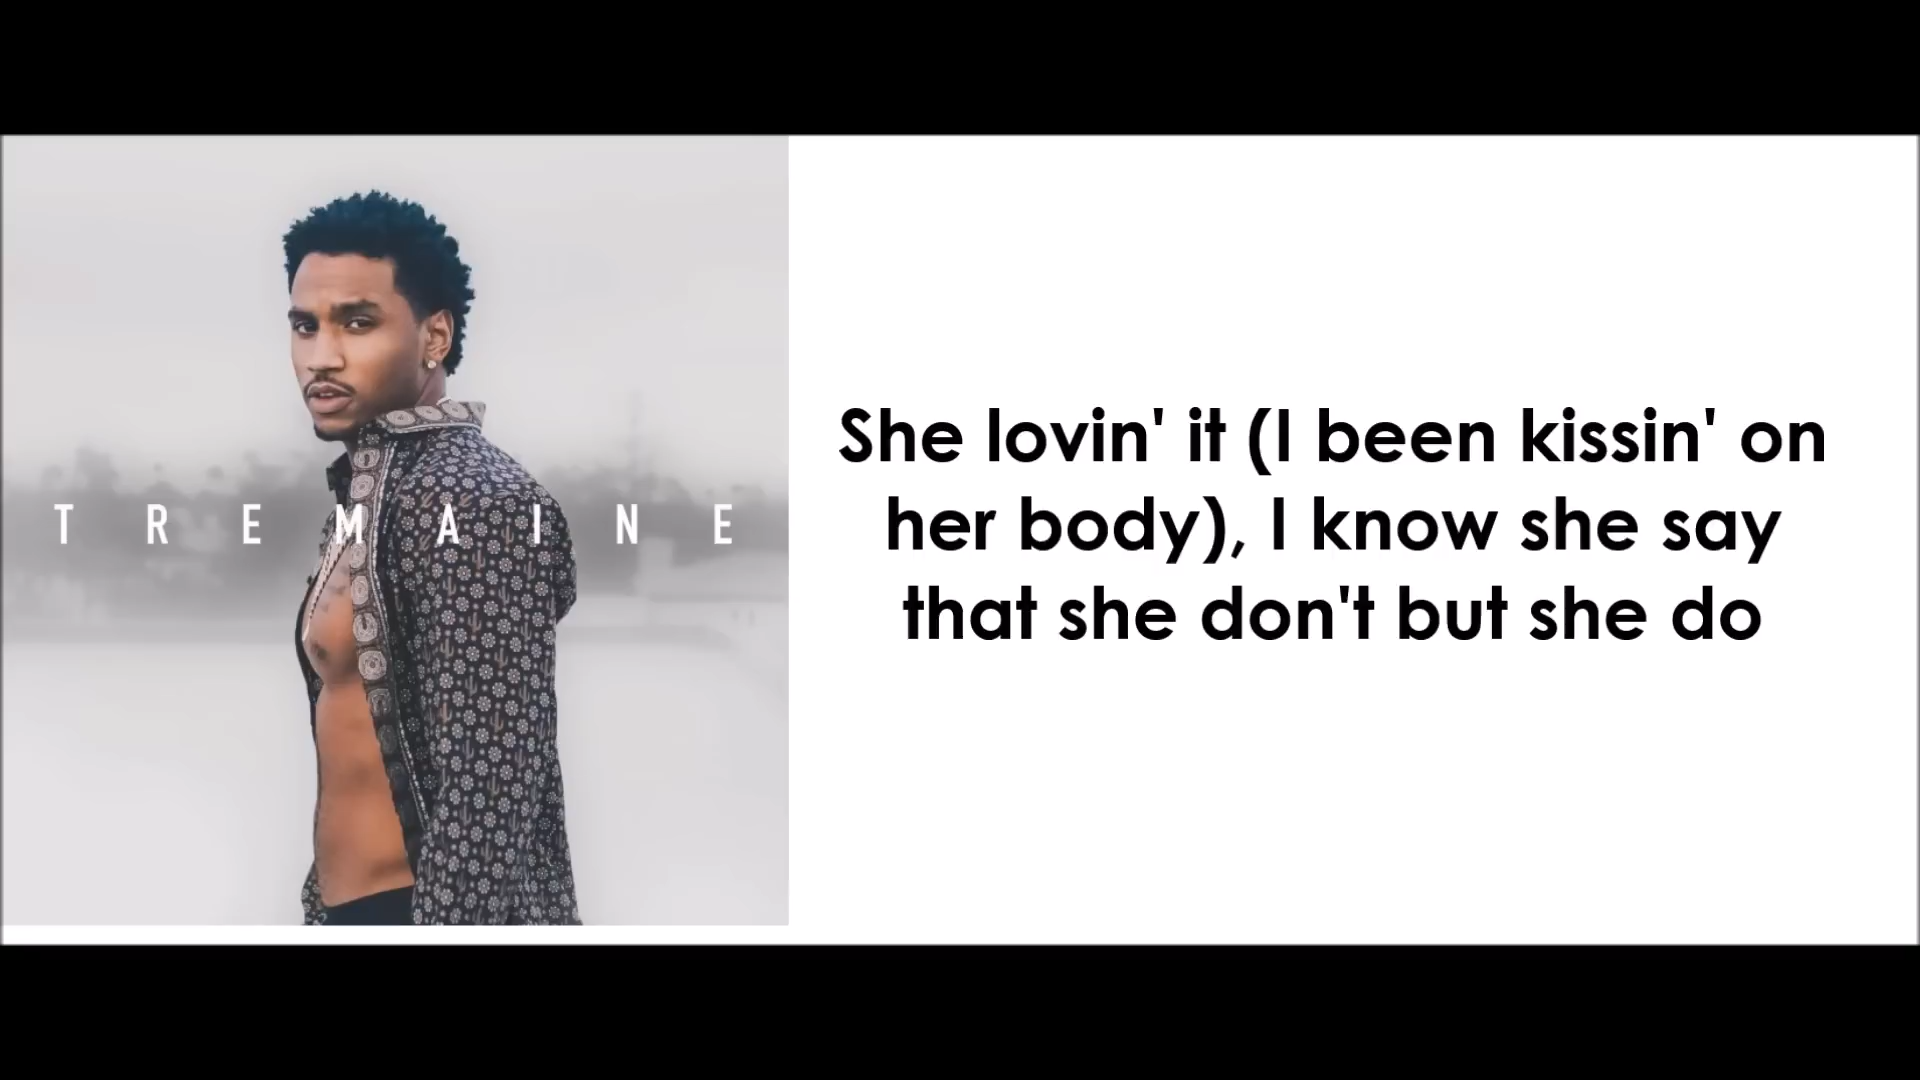 TREMAINE
She lovin' it (I been kissin' on
her body), I know she say
that she don't but she do